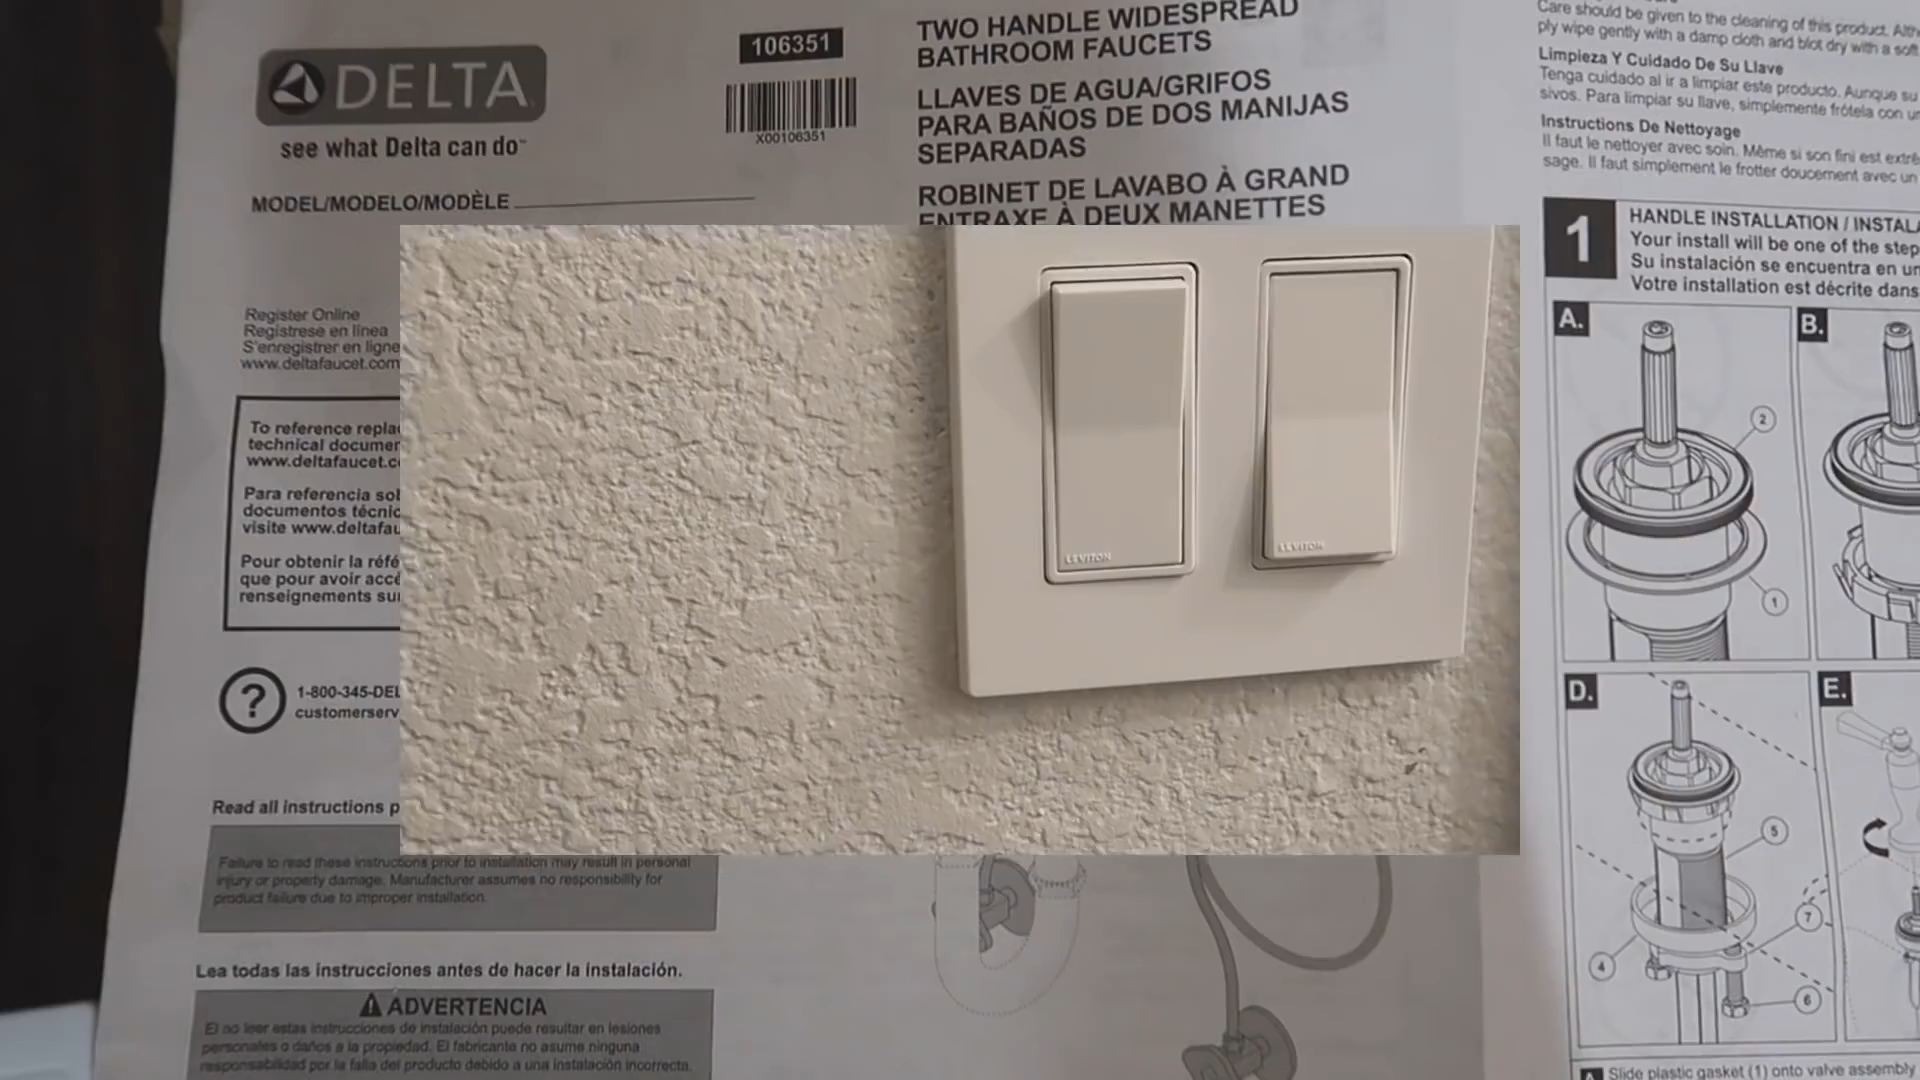 DELTA
see what Delta can do™
MODEL/MODELO/MODÈLE
106351
X00106351
TWO HANDLE WIDESPREAD
BATHROOM FAUCETS
LLAVES DE AGUA/GRIFOS
PARA BAÑOS DE DOS MANIJAS
SEPARADAS
ROBINET DE LAVABO À GRAND
ENTRAXE À DEUX MANETTES
Register Online
Regístrese en línea
S'enregistrer en ligne
www.deltafaucet.com
To reference repla
technical documen
www.deltafaucet.c
Para referencia sob
documentos técnic
visite www.deltafau
Pour obtenir la réfé
que pour avoir accè
renseignements su
?
1-800-345-DEL
customerserv
Read all instructions p
Failure to read these instructions prior to installation may result in personal
injury or property damage. Manufacturer assumes no responsibility for
product failure due to improper installation.
Lea todas las instrucciones antes de hacer la instalación.
ADVERTENCIA
El no leer estas instrucciones de instalación puede resultar en lesiones
personales o daños a la propiedad. El fabricante no asume ninguna
responsabilidad por la falla del producto debido a una instalación incorrecta.
LEVITON
LEVITON
Care should be given to the cleaning of this product. Alth
ply wipe gently with a damp cloth and blot dry with a soft
Limpieza Y Cuidado De Su Llave
Tenga cuidado al ir a limpiar este producto. Aunque su
sivos. Para limpiar su llave, simplemente frótela con un
Instructions De Nettoyage
Il faut le nettoyer avec soin. Même si son fini est extrê
sage. Il faut simplement le frotter doucement avec un
1
HANDLE INSTALLATION / INSTALA
Your install will be one of the step
Su instalación se encuentra en un
Votre installation est décrite dans
A.
B.
2
1
D.
E.
5
7
4
6
A Slide plastic gasket (1) onto valve assembly